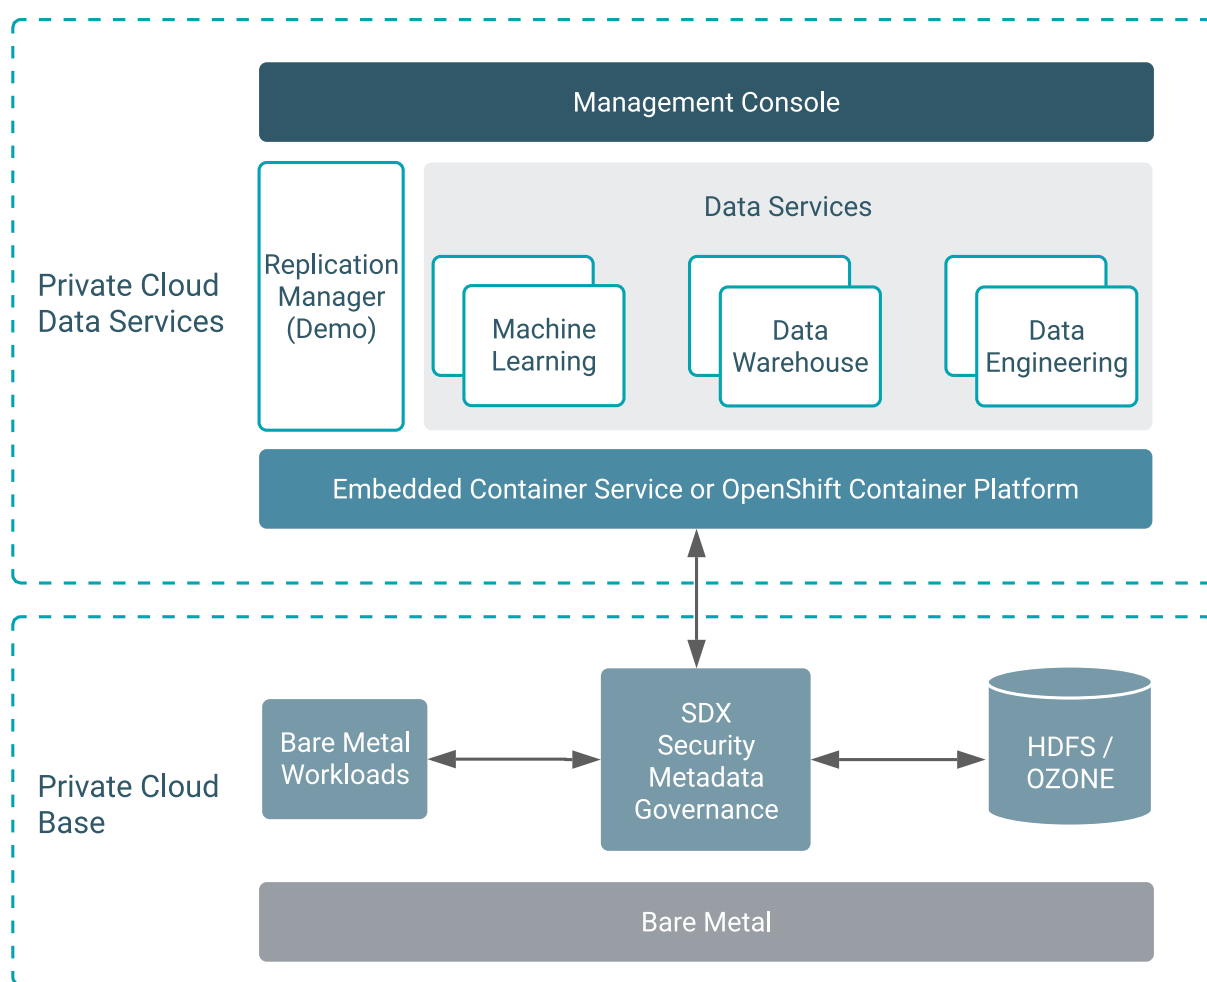 Management Console
Private Cloud
Data Services
Replication
Manager
(Demo)
Data Services
Machine
Learning
Data
Warehouse
Data
Engineering
Embedded Container Service or OpenShift Container Platform
Private Cloud
Base
Bare Metal
Workloads
SDX
Security
Metadata
Governance
HDFS /
OZONE
Bare Metal